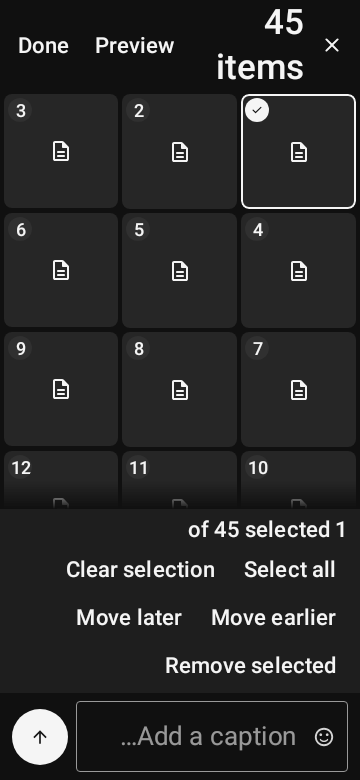 45 items
Preview
Done
2
3
4
5
6
7
8
9
10
11
12
1 of 45 selected
Select all
Clear selection
Move earlier
Move later
Remove selected
Add a caption…